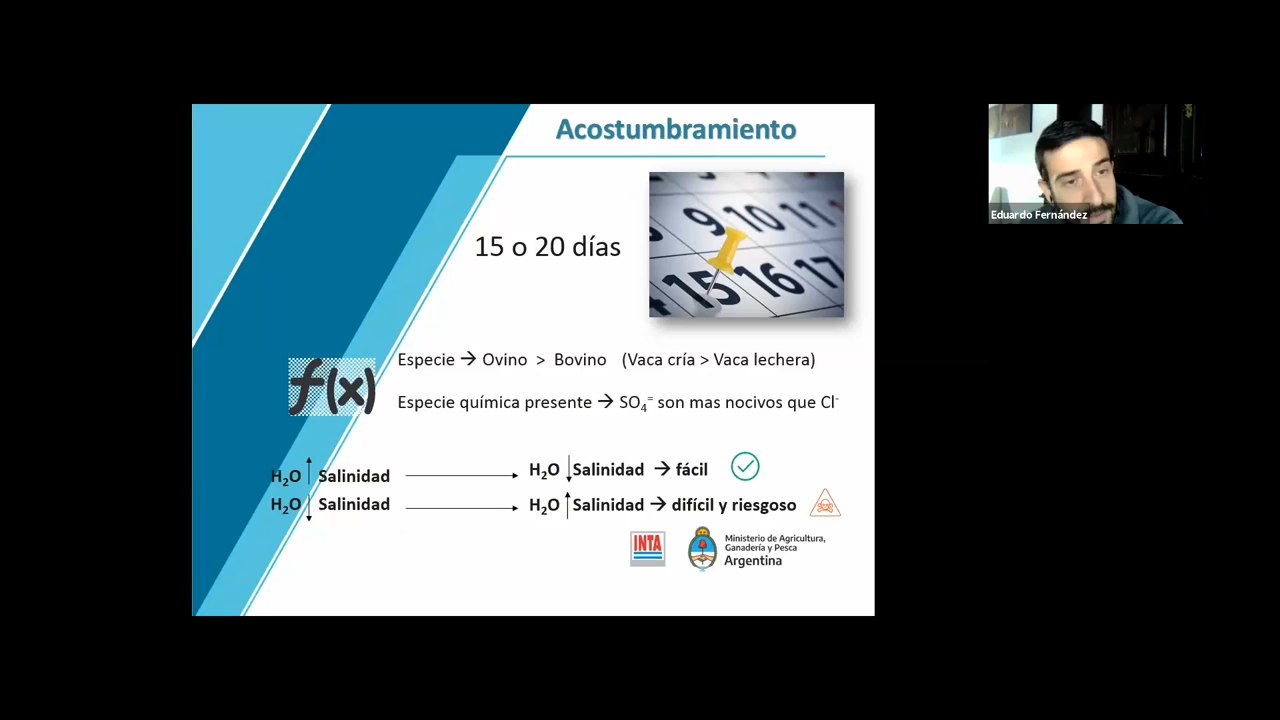 Acostumbramiento
15 o 20 días
9 10 11
15 16 17
f(x)
Especie → Ovino > Bovino (Vaca cría > Vaca lechera)
Especie química presente → SO₄⁼ son mas nocivos que Cl⁻
H₂O ↑ Salinidad → H₂O ↓ Salinidad → fácil
H₂O ↓ Salinidad → H₂O ↑ Salinidad → difícil y riesgoso
INTA
Ministerio de Agricultura,
Ganadería y Pesca
Argentina
Eduardo Fernández